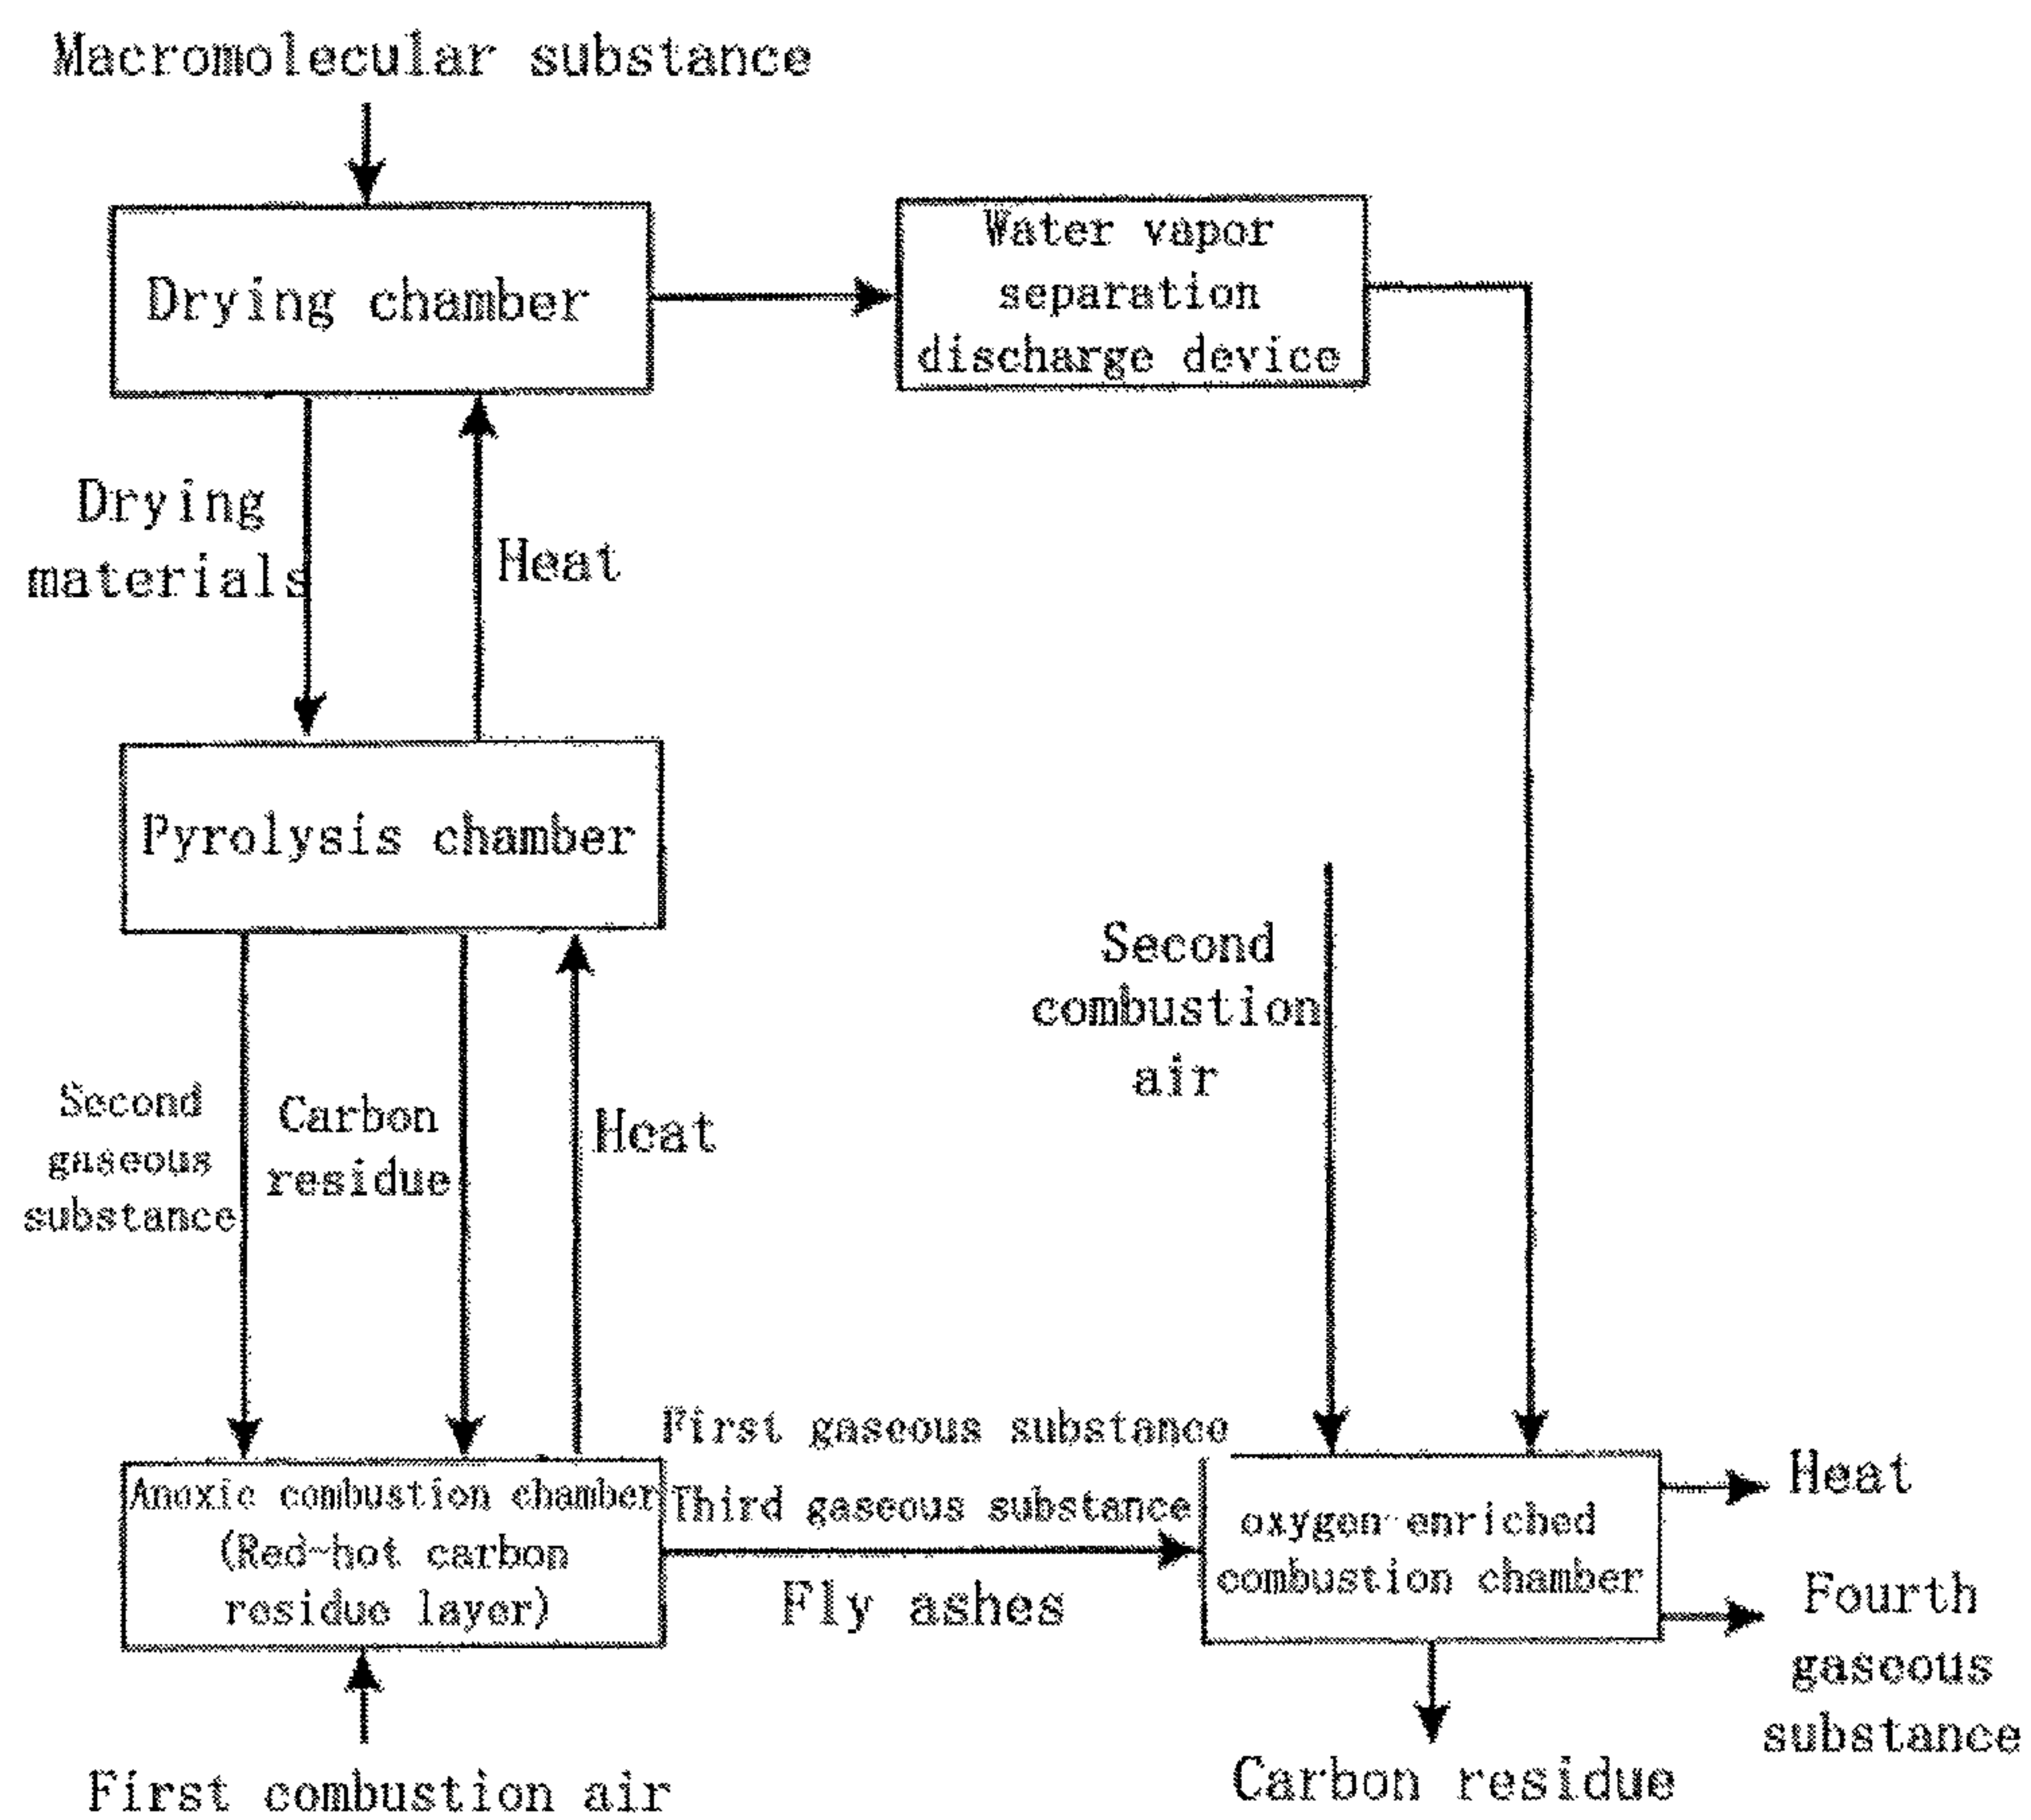 Macromolecular substance
Drying chamber
Water vapor
separation
discharge device
Drying
materials
Heat
Pyrolysis chamber
Second
combustion
air
Second
gaseous
substance
Carbon
residue
Heat
First gaseous substance
Third gaseous substance
Fly ashes
Anoxic combustion chamber
(Red-hot carbon
residue layer)
oxygen-enriched
combustion chamber
Heat
Fourth
gaseous
substance
First combustion air
Carbon residue